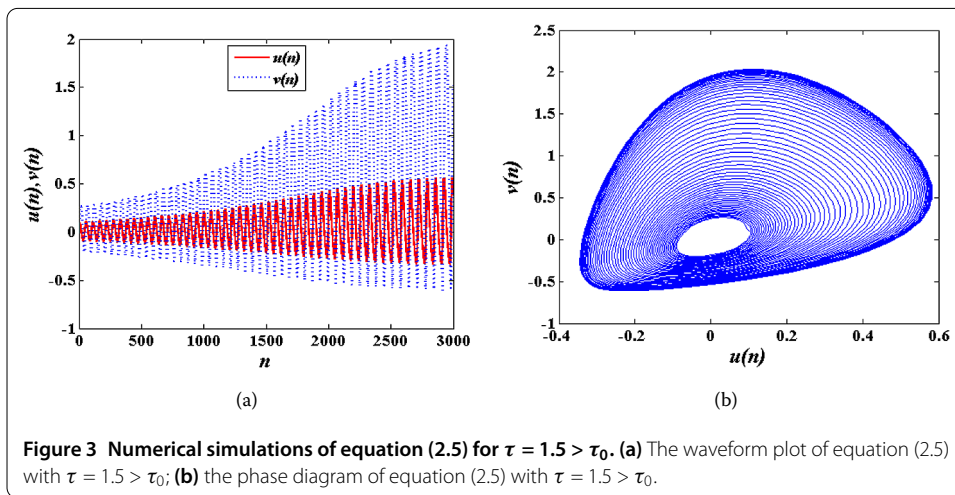 2
1.5
1
0.5
0
-0.5
-1
u(n), v(n)
u(n)
v(n)
0 500 1000 1500 2000 2500 3000
n
(a)
2.5
2
1.5
1
0.5
0
-0.5
-1
v(n)
-0.4 -0.2 0 0.2 0.4 0.6
u(n)
(b)
Figure 3 Numerical simulations of equation (2.5) for τ = 1.5 > τ₀. (a) The waveform plot of equation (2.5)
with τ = 1.5 > τ₀; (b) the phase diagram of equation (2.5) with τ = 1.5 > τ₀.